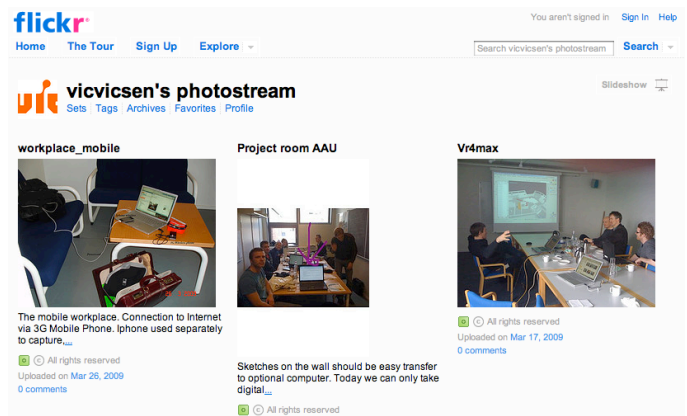 flickr
You aren't signed in Sign In Help
Home The Tour Sign Up Explore
Search vicvicsen's photostream Search
vicvicsen's photostream
Slideshow
Sets Tags Archives Favorites Profile
workplace_mobile
The mobile workplace. Connection to Internet
via 3G Mobile Phone. Iphone used separately
to capture,...
© All rights reserved
Uploaded on Mar 26, 2009
0 comments
Project room AAU
Sketches on the wall should be easy transfer
to optional computer. Today we can only take
digital...
© All rights reserved
Vr4max
© All rights reserved
Uploaded on Mar 17, 2009
0 comments